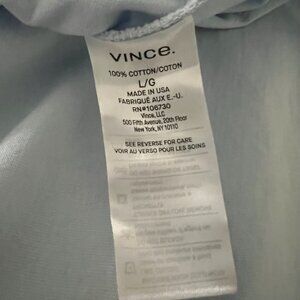 VINCE.
100% COTTON/COTON
L/G
MADE IN USA
FABRIQUÉ AUX E.-U.
RN#106730
Vince, LLC
500 Fifth Avenue, 20th Floor
New York, NY 10110
SEE REVERSE FOR CARE
VOIR AU VERSO POUR LES SOINS